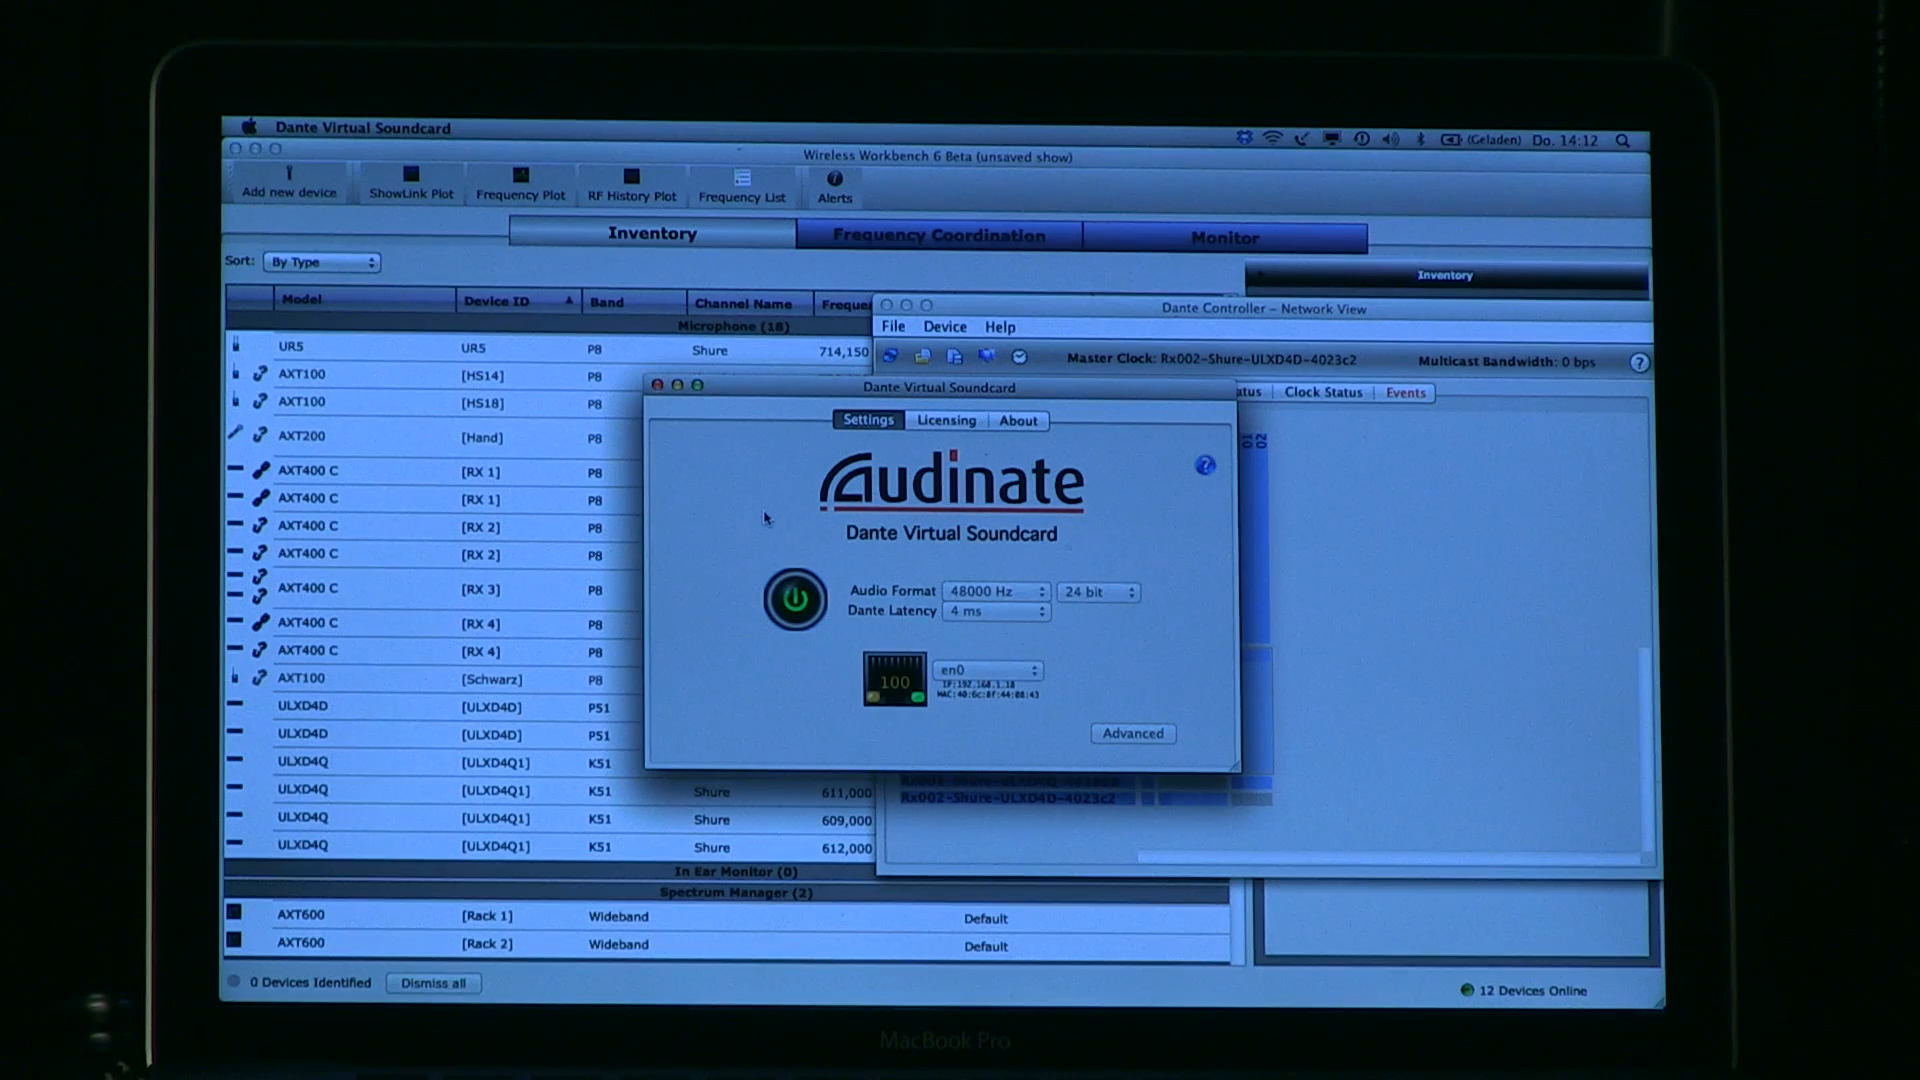 Dante Virtual Soundcard
(Geladen) Do. 14:12
Wireless Workbench 6 Beta (unsaved show)
Add new device ShowLink Plot Frequency Plot RF History Plot Frequency List Alerts
Inventory Frequency Coordination Monitor
Sort: By Type
Inventory
Model Device ID Band Channel Name Freque
Microphone (18)
UR5 UR5 P8 Shure 714,150
AXT100 [HS14] P8
AXT100 [HS18] P8
AXT200 [Hand] P8
AXT400 C [RX 1] P8
AXT400 C [RX 1] P8
AXT400 C [RX 2] P8
AXT400 C [RX 2] P8
AXT400 C [RX 3] P8
AXT400 C [RX 4] P8
AXT400 C [RX 4] P8
AXT100 [Schwarz] P8
ULXD4D [ULXD4D] P51
ULXD4D [ULXD4D] P51
ULXD4Q [ULXD4Q1] K51
ULXD4Q [ULXD4Q1] K51 Shure 611,000
ULXD4Q [ULXD4Q1] K51 Shure 609,000
ULXD4Q [ULXD4Q1] K51 Shure 612,000
In Ear Monitor (0)
Spectrum Manager (2)
AXT600 [Rack 1] Wideband Default
AXT600 [Rack 2] Wideband Default
0 Devices Identified Dismiss all
12 Devices Online
Dante Controller - Network View
File Device Help
Master Clock: Rx002-Shure-ULXD4D-4023c2 Multicast Bandwidth: 0 bps
atus Clock Status Events
01
02
Rx002-Shure-ULXD4D-4023c2
Dante Virtual Soundcard
Settings Licensing About
Audinate
Dante Virtual Soundcard
Audio Format 48000 Hz 24 bit
Dante Latency 4 ms
100
en0
IP:192.168.1.18
Advanced
MacBook Pro